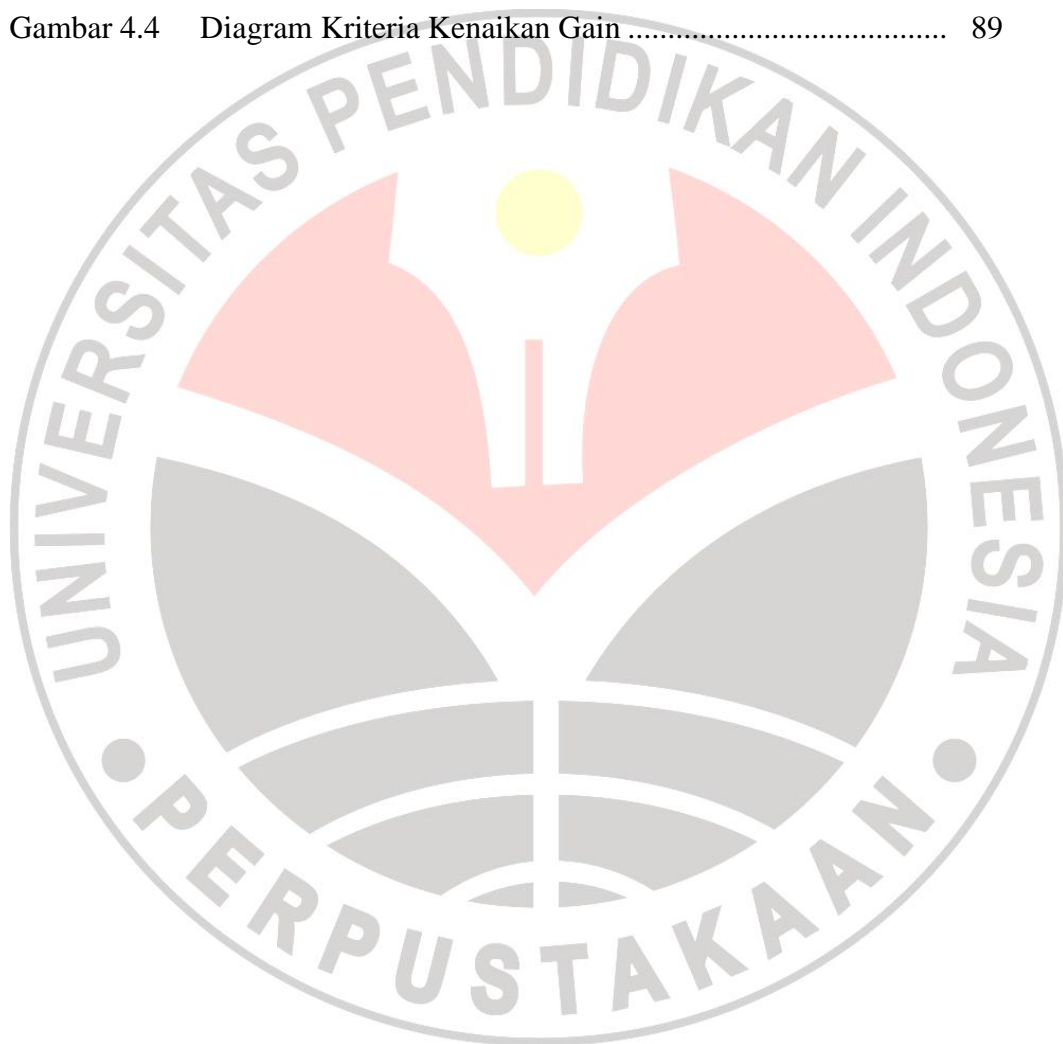 Gambar 4.4 Diagram Kriteria Kenaikan Gain ....................................... 89
UNIVERSITAS PENDIDIKAN INDONESIA
PERPUSTAKAAN